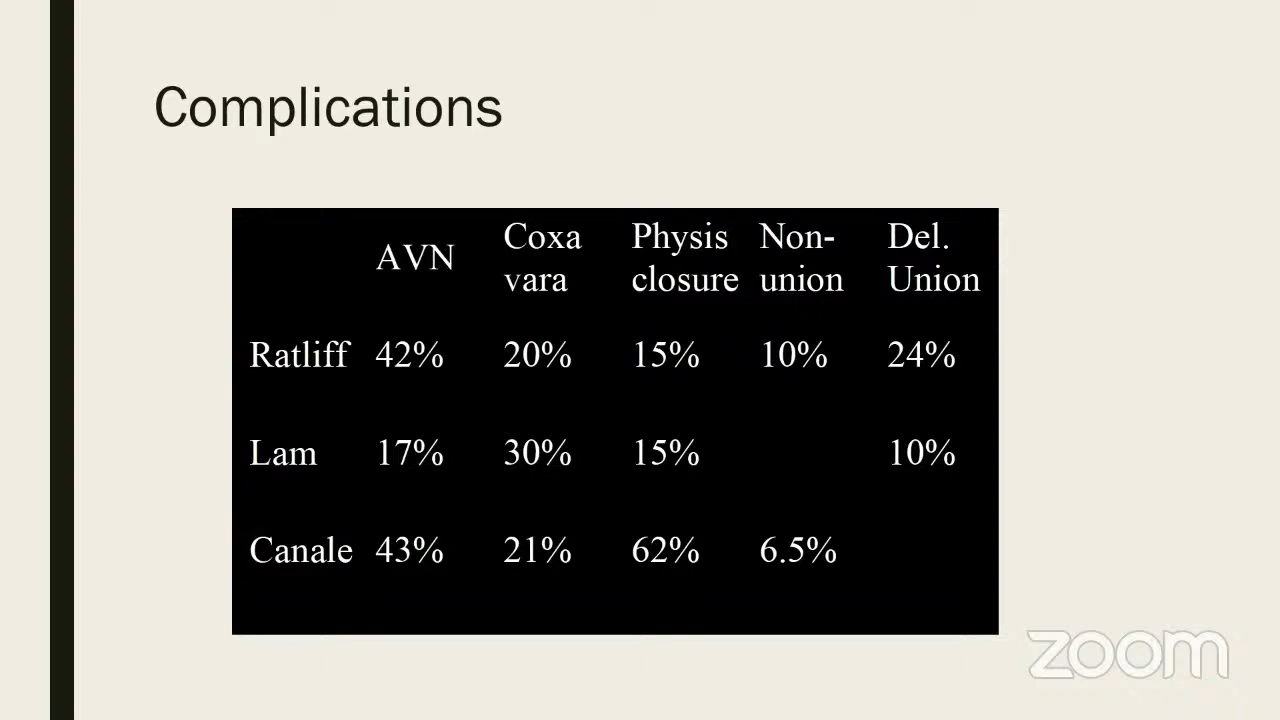 Complications
AVN Coxa vara Physis closure Non-union Del. Union
Ratliff 42% 20% 15% 10% 24%
Lam 17% 30% 15% 10%
Canale 43% 21% 62% 6.5%
zoom